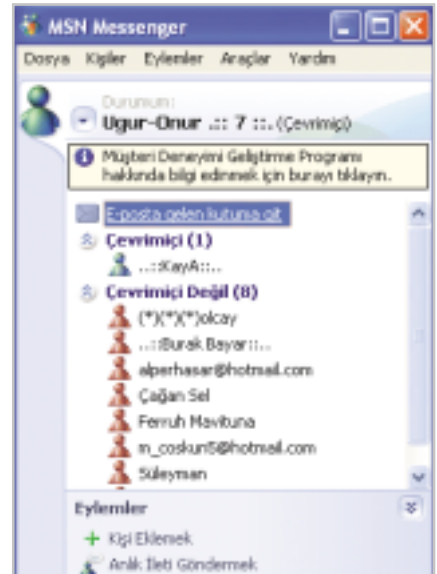 MSN Messenger
Dosya Kişiler Eylemler Araçlar Yardım
Durumum:
Ugur-Onur .:: 7 ::. (Çevrimiçi)
Müşteri Deneyimi Geliştirme Programı
hakkında bilgi edinmek için burayı tıklayın.
E-posta gelen kutuma git
Çevrimiçi (1)
..::KayA::..
Çevrimiçi Değil (8)
(*)(*)(*)olcay
..::Burak Bayar::..
alperhasar@hotmail.com
Çağan Sel
Ferruh Mavituna
m_coskun5@hotmail.com
Süleyman
Eylemler
Kişi Eklemek
Anlık İleti Göndermek